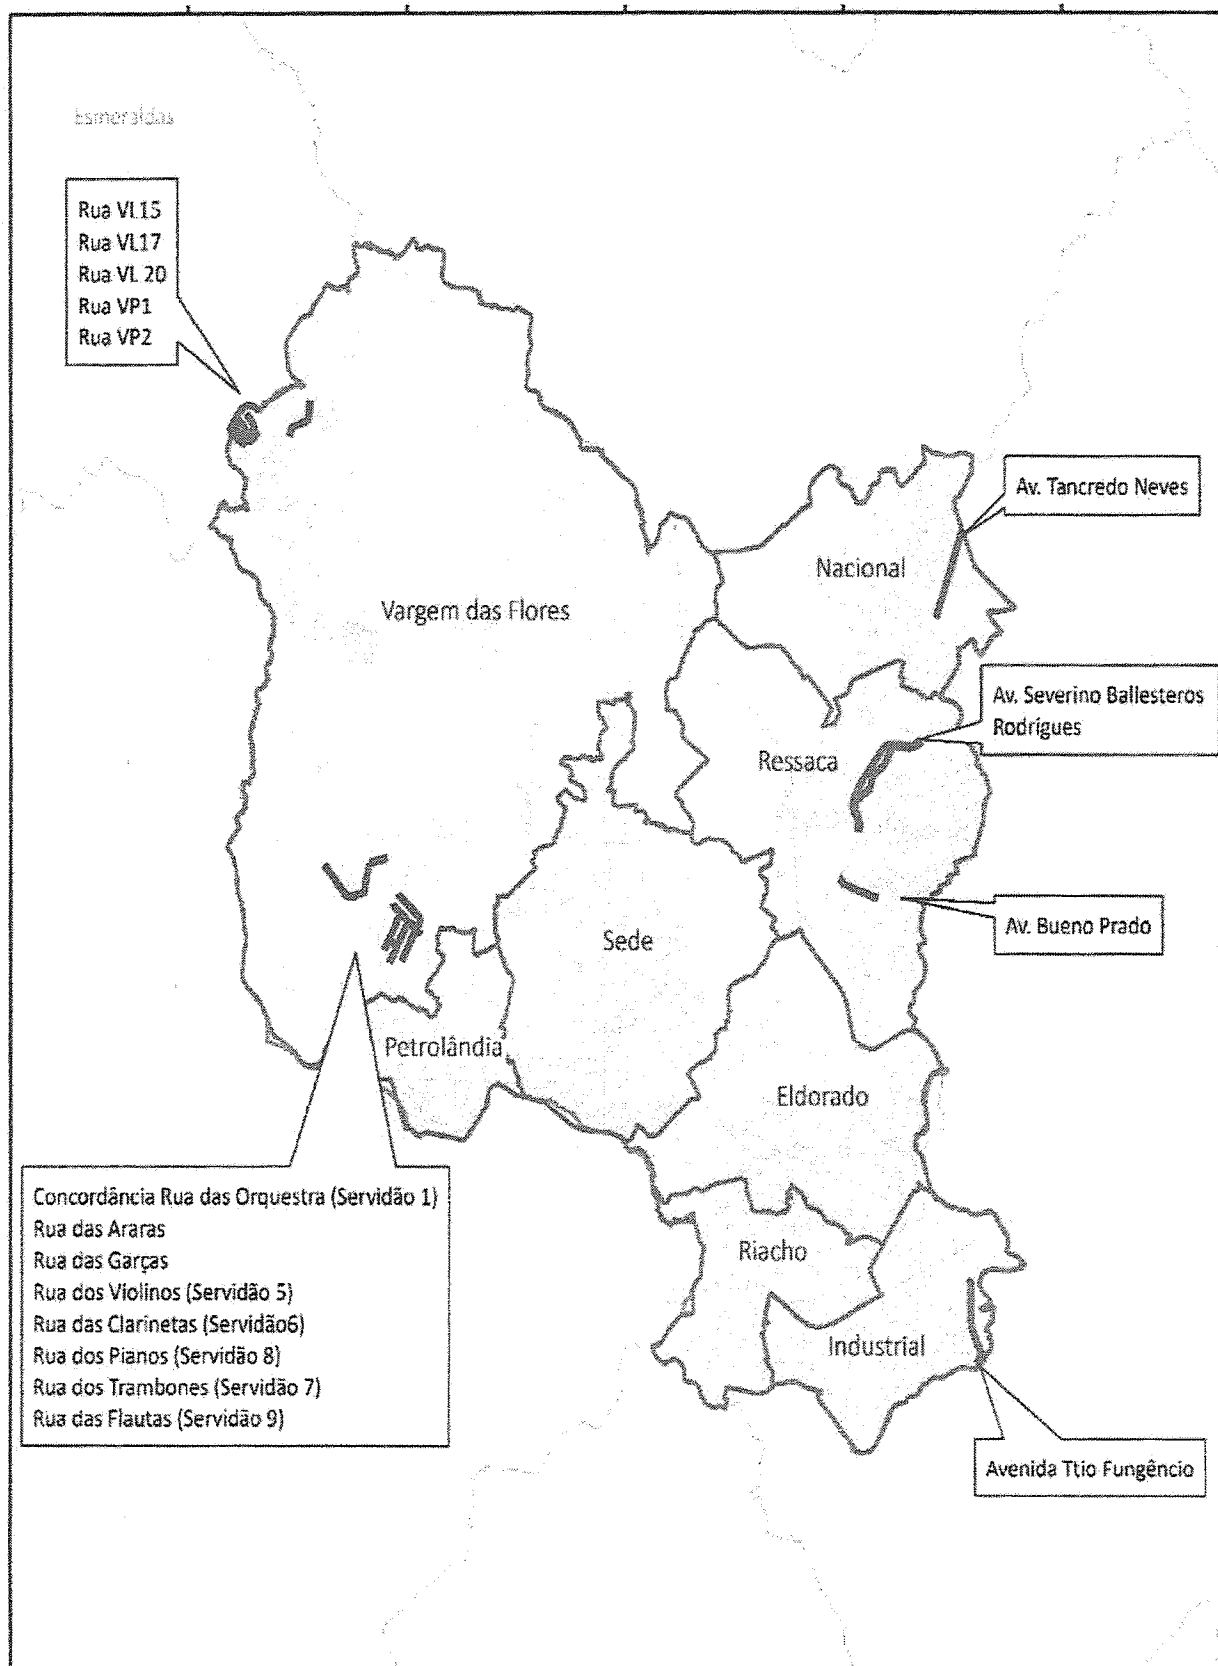 Esmeraldas
Rua VL15
Rua VL17
Rua VL 20
Rua VP1
Rua VP2
Av. Tancredo Neves
Nacional
Vargem das Flores
Av. Severino Ballesteros
Rodrigues
Ressaca
Av. Bueno Prado
Sede
Petrolândia
Eldorado
Concordância Rua das Orquestra (Servidão 1)
Rua das Araras
Rua das Garças
Rua dos Violinos (Servidão 5)
Rua das Clarinetas (Servidão6)
Rua dos Pianos (Servidão 8)
Rua dos Trambones (Servidão 7)
Rua das Flautas (Servidão 9)
Riacho
Industrial
Avenida Ttio Fungêncio